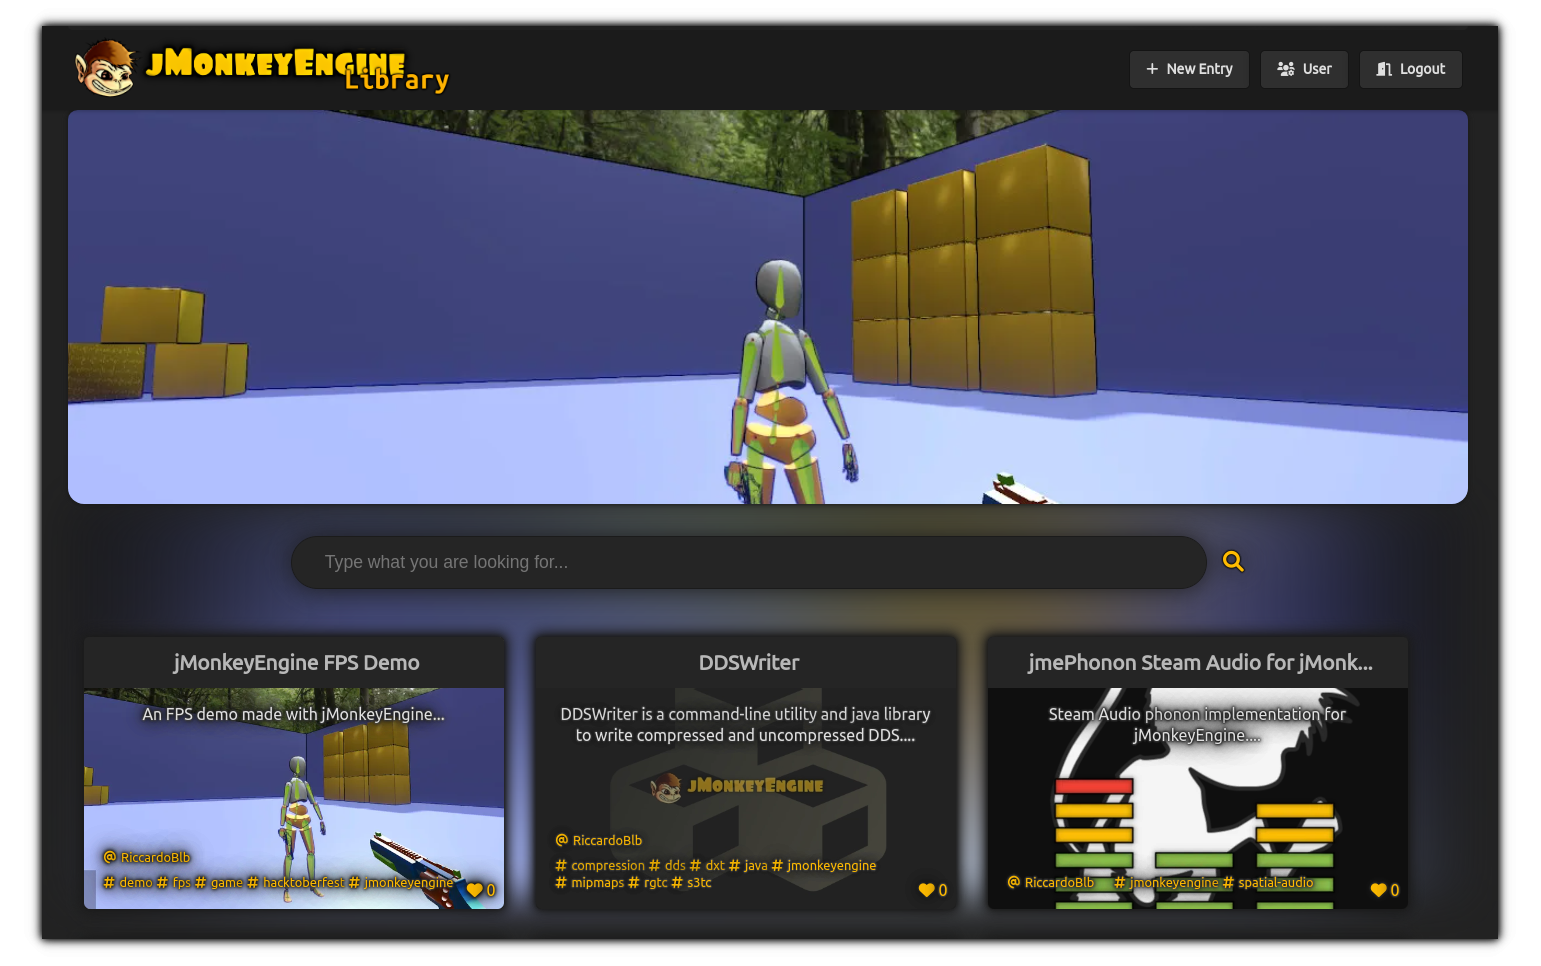 jMonkeyEngine
Library
New Entry
User
Logout
Type what you are looking for...
jMonkeyEngine FPS Demo
An FPS demo made with jMonkeyEngine...
@ RiccardoBlb
# demo # fps # game # hacktoberfest # jmonkeyengine
0
DDSWriter
DDSWriter is a command-line utility and java library
to write compressed and uncompressed DDS....
jMonkeyEngine
@ RiccardoBlb
# compression # dds # dxt # java # jmonkeyengine
# mipmaps # rgtc # s3tc
0
jmePhonon Steam Audio for jMonk...
Steam Audio phonon implementation for
jMonkeyEngine....
@ RiccardoBlb # jmonkeyengine # spatial-audio
0